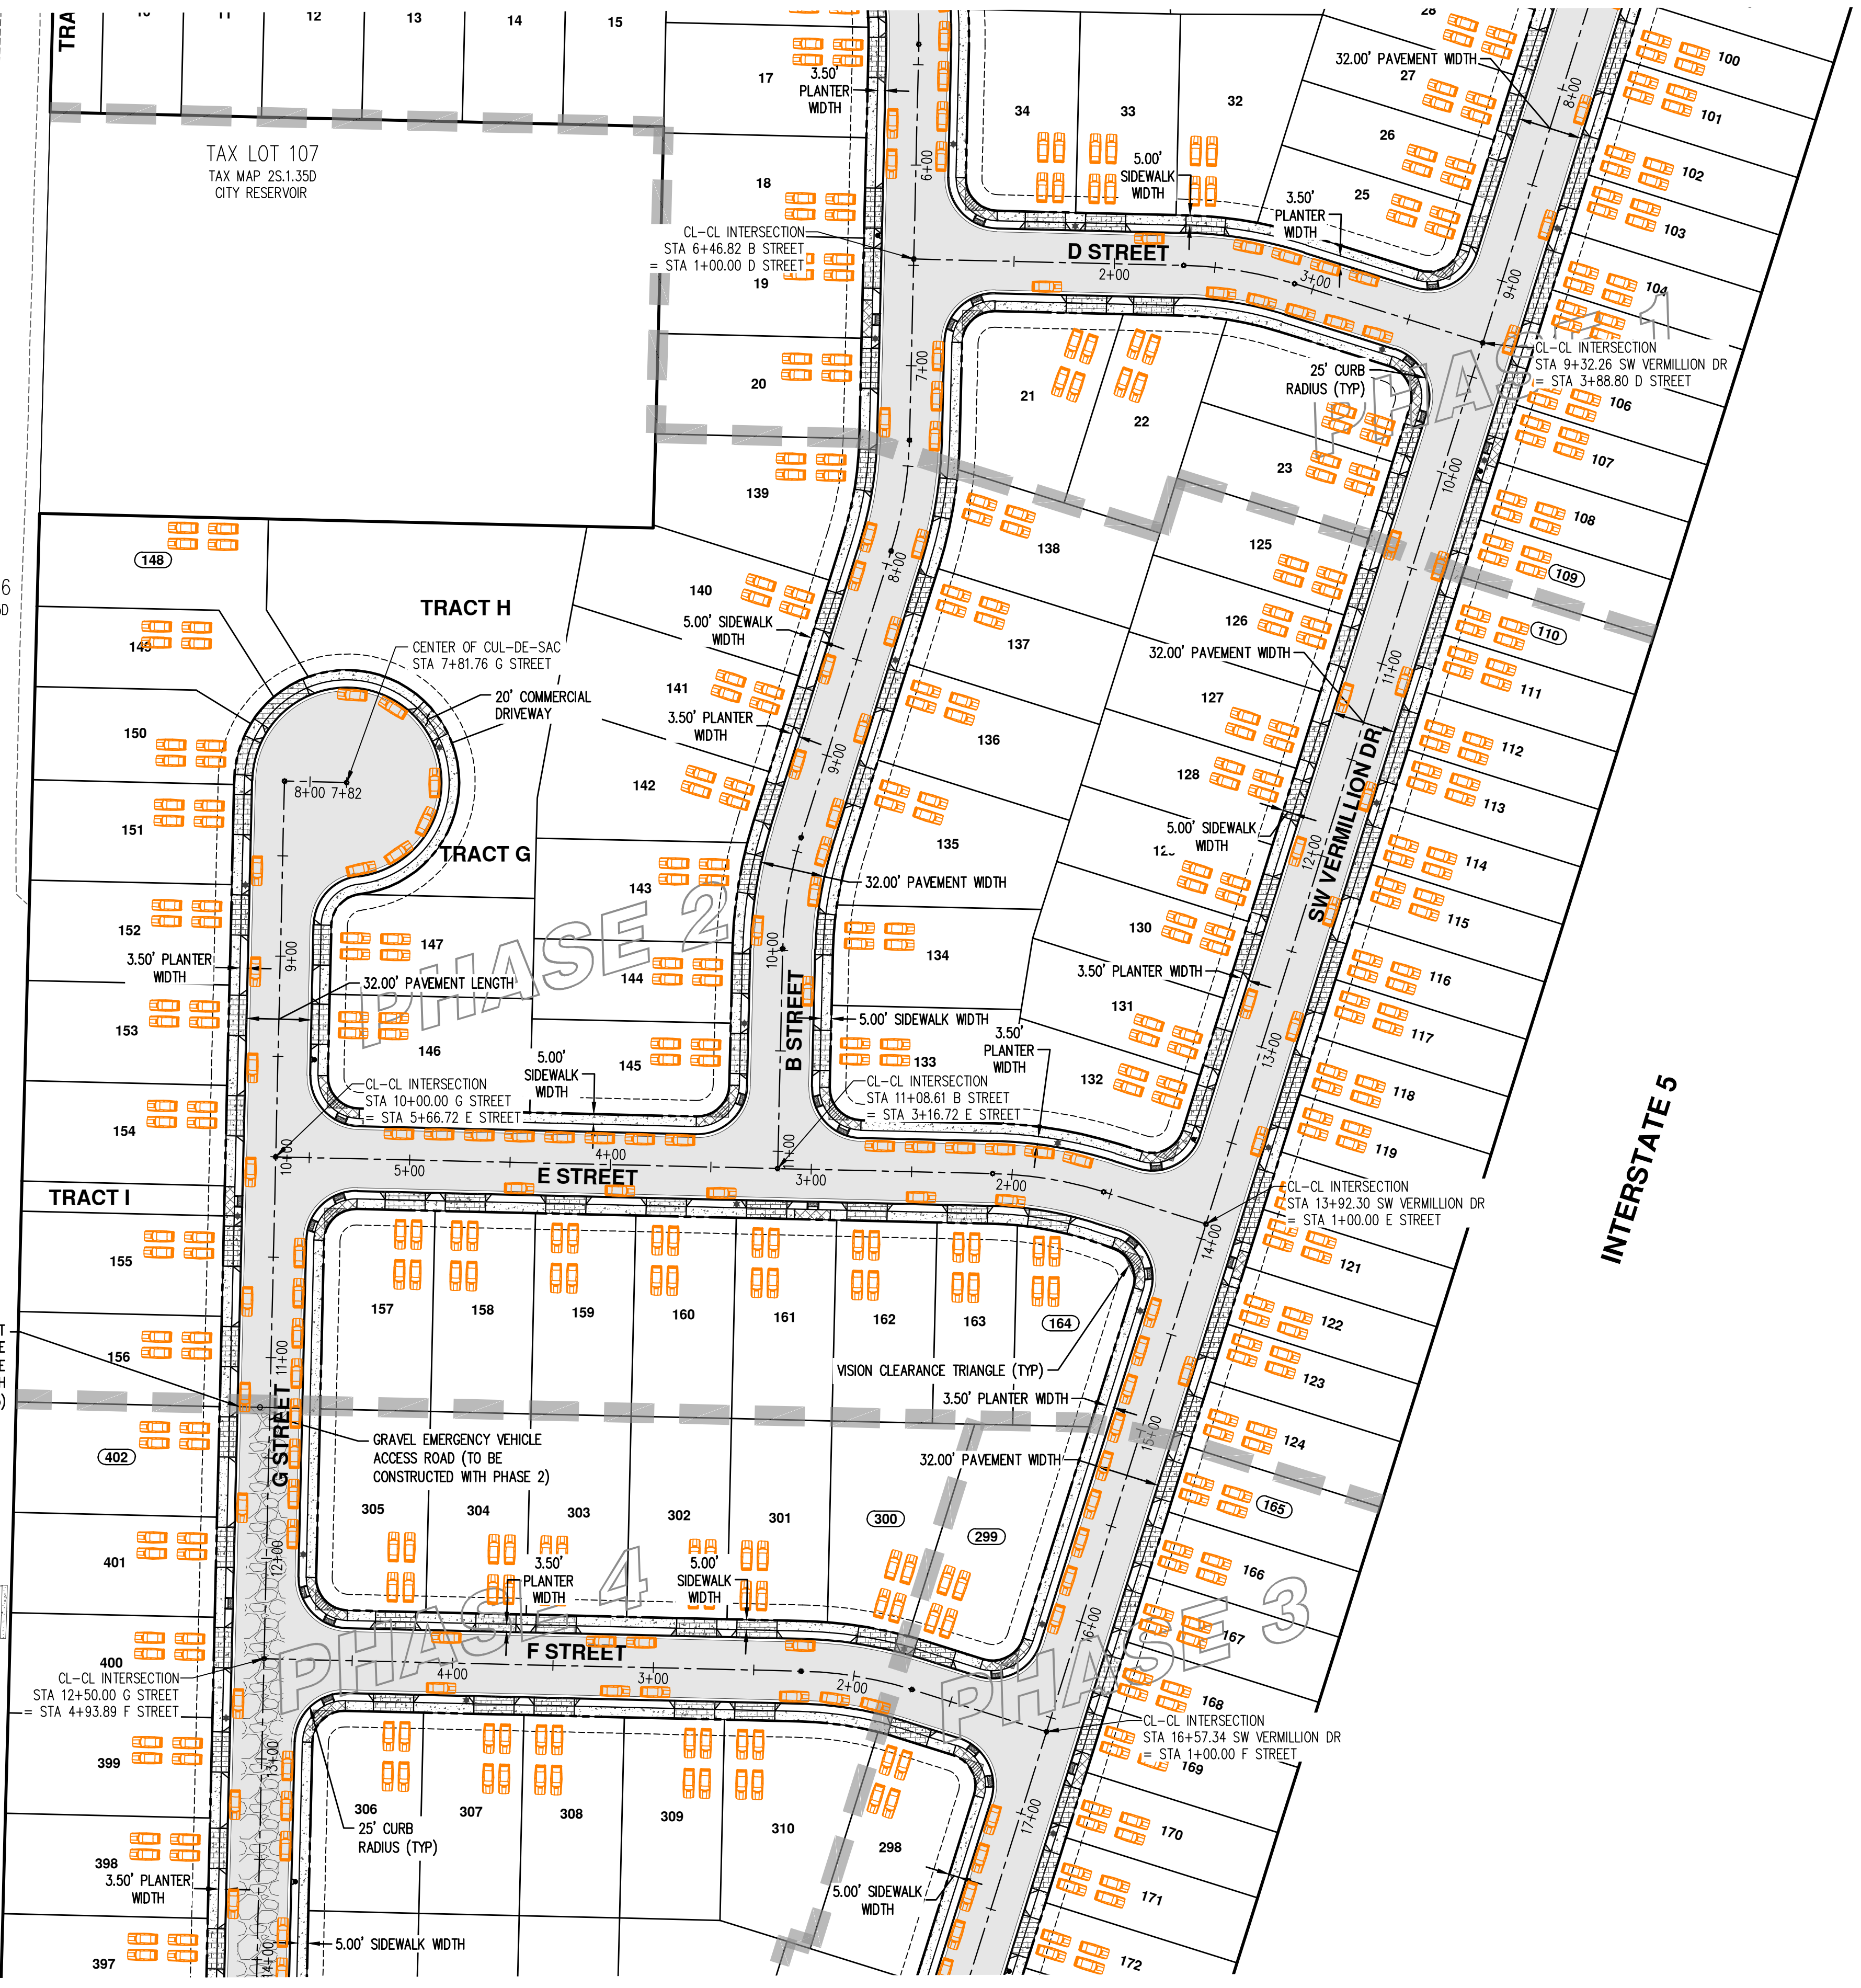 TRA
12
13
14
15
TAX LOT 107
TAX MAP 2S.1.35D
CITY RESERVOIR
17
3.50'
PLANTER
WIDTH
18
CL-CL INTERSECTION
STA 6+46.82 B STREET
= STA 1+00.00 D STREET
19
20
6+00
7+00
34
33
32
5.00'
SIDEWALK
WIDTH
3.50'
PLANTER
WIDTH
D STREET
2+00
3+00
32.00' PAVEMENT WIDTH
28
27
26
25
8+00
9+00
100
101
102
103
104
PHASE 1
CL-CL INTERSECTION
STA 9+32.26 SW VERMILLION DR
= STA 3+88.80 D STREET
25' CURB
RADIUS (TYP)
21
22
23
10+00
106
107
108
109
110
111
112
113
114
115
116
117
118
119
139
138
125
126
127
128
130
131
132
140
141
142
143
144
145
137
136
135
134
133
5.00' SIDEWALK
WIDTH
3.50' PLANTER
WIDTH
8+00
9+00
10+00
32.00' PAVEMENT WIDTH
32.00' PAVEMENT WIDTH
11+00
SW VERMILLION DR
12+00
5.00' SIDEWALK
WIDTH
3.50' PLANTER WIDTH
13+00
148
149
150
151
152
153
154
TRACT H
CENTER OF CUL-DE-SAC
STA 7+81.76 G STREET
20' COMMERCIAL
DRIVEWAY
8+00
7+82
TRACT G
PHASE 2
147
146
3.50' PLANTER
WIDTH
9+00
32.00' PAVEMENT LENGTH
5.00'
SIDEWALK
WIDTH
B STREET
5.00' SIDEWALK WIDTH
3.50'
PLANTER
WIDTH
CL-CL INTERSECTION
STA 10+00.00 G STREET
= STA 5+66.72 E STREET
CL-CL INTERSECTION
STA 11+08.61 B STREET
= STA 3+16.72 E STREET
INTERSTATE 5
10+00
5+00
4+00
3+00
2+00
E STREET
CL-CL INTERSECTION
STA 13+92.30 SW VERMILLION DR
= STA 1+00.00 E STREET
14+00
TRACT I
155
156
157
158
159
160
161
162
163
164
121
122
123
124
VISION CLEARANCE TRIANGLE (TYP)
3.50' PLANTER WIDTH
11+00
G STREET
15+00
32.00' PAVEMENT WIDTH
GRAVEL EMERGENCY VEHICLE
ACCESS ROAD (TO BE
CONSTRUCTED WITH PHASE 2)
402
401
400
399
398
397
305
304
303
302
301
300
299
165
166
167
168
169
170
171
172
12+00
3.50'
PLANTER
WIDTH
5.00'
SIDEWALK
WIDTH
PHASE 4
PHASE 3
16+00
F STREET
4+00
3+00
2+00
CL-CL INTERSECTION
STA 12+50.00 G STREET
= STA 4+93.89 F STREET
CL-CL INTERSECTION
STA 16+57.34 SW VERMILLION DR
= STA 1+00.00 F STREET
13+00
306
307
308
309
310
298
25' CURB
RADIUS (TYP)
17+00
3.50' PLANTER
WIDTH
5.00' SIDEWALK
WIDTH
5.00' SIDEWALK WIDTH
14+00